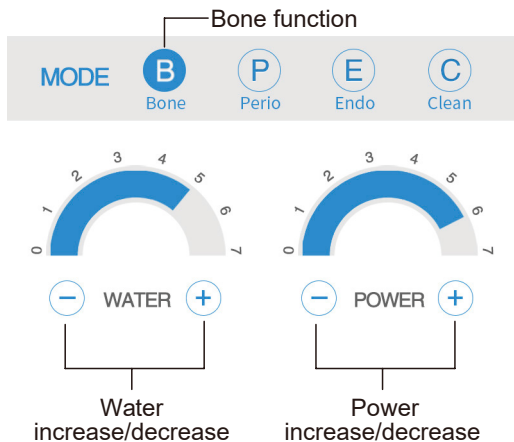 Bone function
MODE
B
P
E
C
Bone
Perio
Endo
Clean
0
1
2
3
4
5
6
7
0
1
2
3
4
5
6
7
− WATER +
− POWER +
Water
increase/decrease
Power
increase/decrease